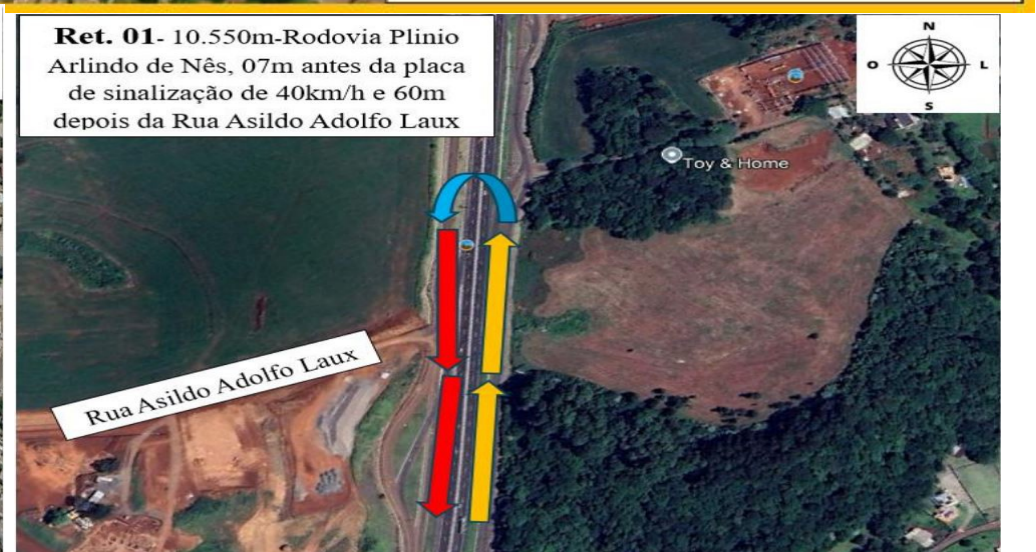 Ret. 01- 10.550m-Rodovia Plinio
Arlindo de Nês, 07m antes da placa
de sinalização de 40km/h e 60m
depois da Rua Asildo Adolfo Laux
N
O
L
S
Toy & Home
Rua Asildo Adolfo Laux